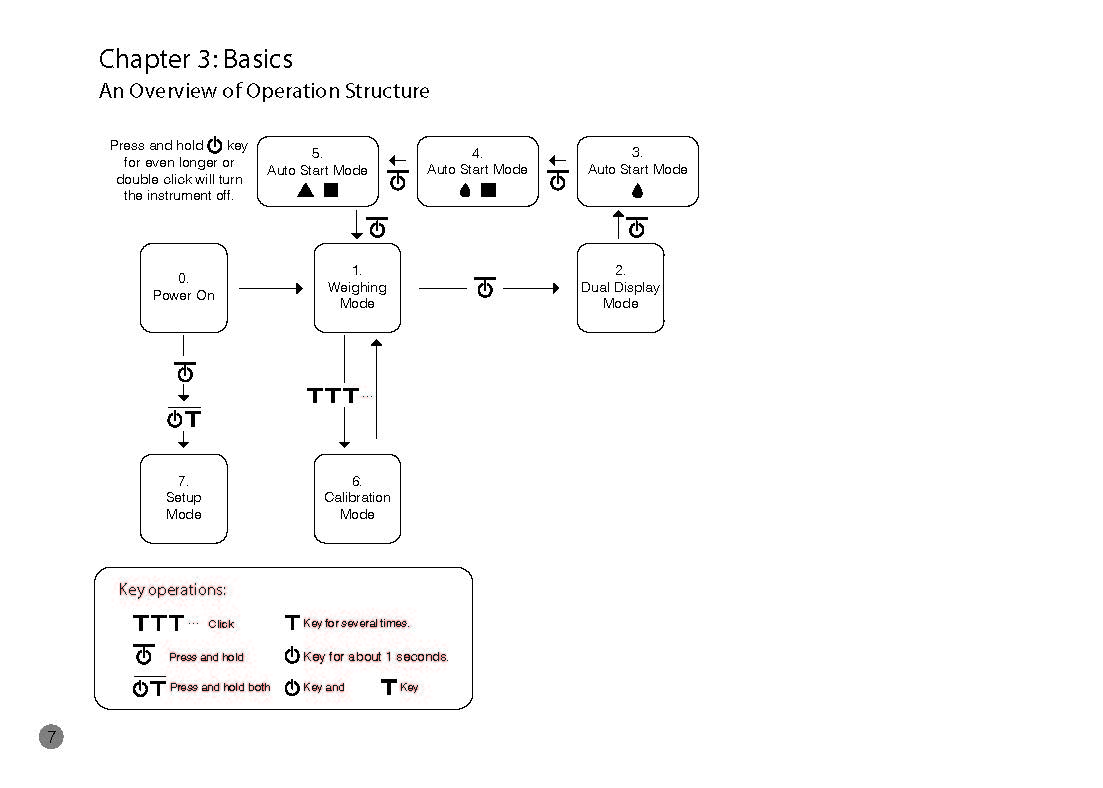 Chapter 3: Basics
An Overview of Operation Structure
Press and hold key
for even longer or
double click will turn
the instrument off.
5.
Auto Start Mode
4.
Auto Start Mode
3.
Auto Start Mode
0.
Power On
1.
Weighing
Mode
2.
Dual Display
Mode
TTT ...
T
7.
Setup
Mode
6.
Calibration
Mode
Key operations:
TTT ... Click T Key for several times.
Press and hold Key for about 1 seconds.
T Press and hold both Key and T Key
7